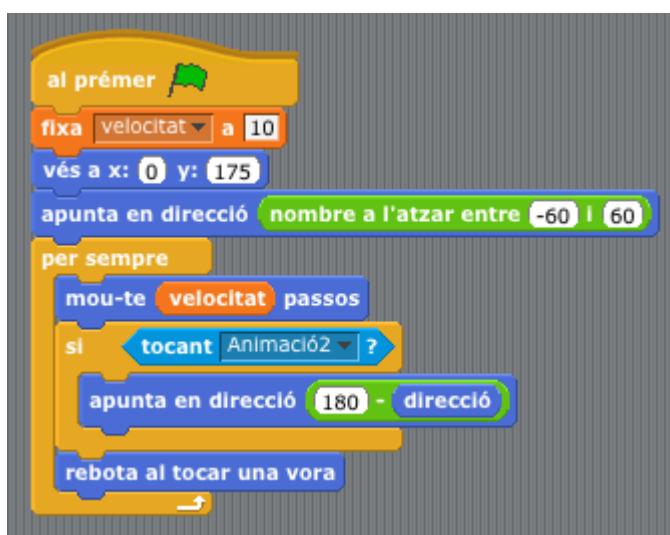 al prémer
fixa velocitat a 10
vés a x: 0 y: 175
apunta en direcció nombre a l'atzar entre -60 i 60
per sempre
mou-te velocitat passos
si tocant Animació2 ?
apunta en direcció 180 - direcció
rebota al tocar una vora